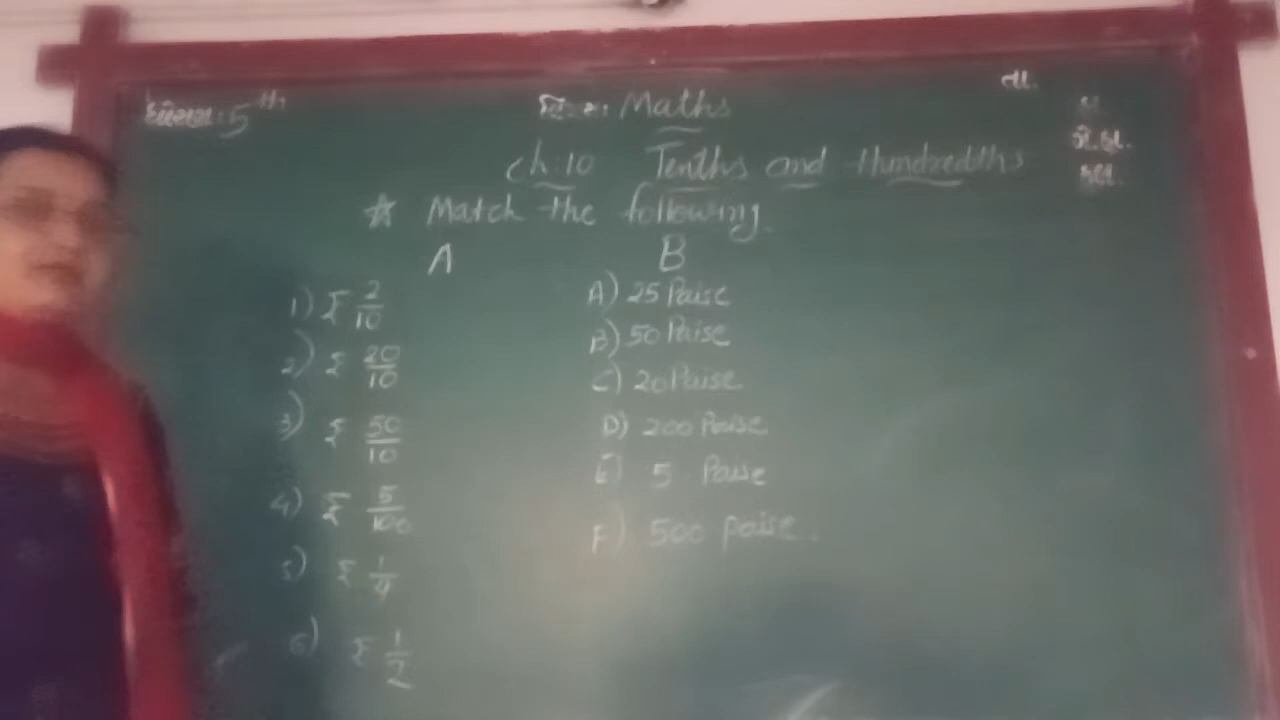 ધોરણ: 5th
વિષય: Maths
તા.
ch:10 Tenths and Hundredths
☆ Match the following.
A B
1) ₹ 2/10 A) 25 Paise
2) ₹ 20/10 B) 50 Paise
3) ₹ 50/10 C) 20 Paise
4) ₹ 5/100 D) 200 Paise
5) ₹ 1/4 E) 5 Paise
6) ₹ 1/2 F) 500 paise.